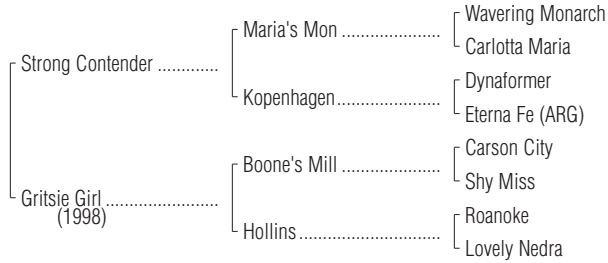 Wavering Monarch
Maria's Mon ....................
Carlotta Maria
Strong Contender .............
Dynaformer
Kopenhagen......................
Eterna Fe (ARG)
Carson City
Boone's Mill .....................
Shy Miss
Gritsie Girl ........................
(1998)
Roanoke
Hollins..............................
Lovely Nedra